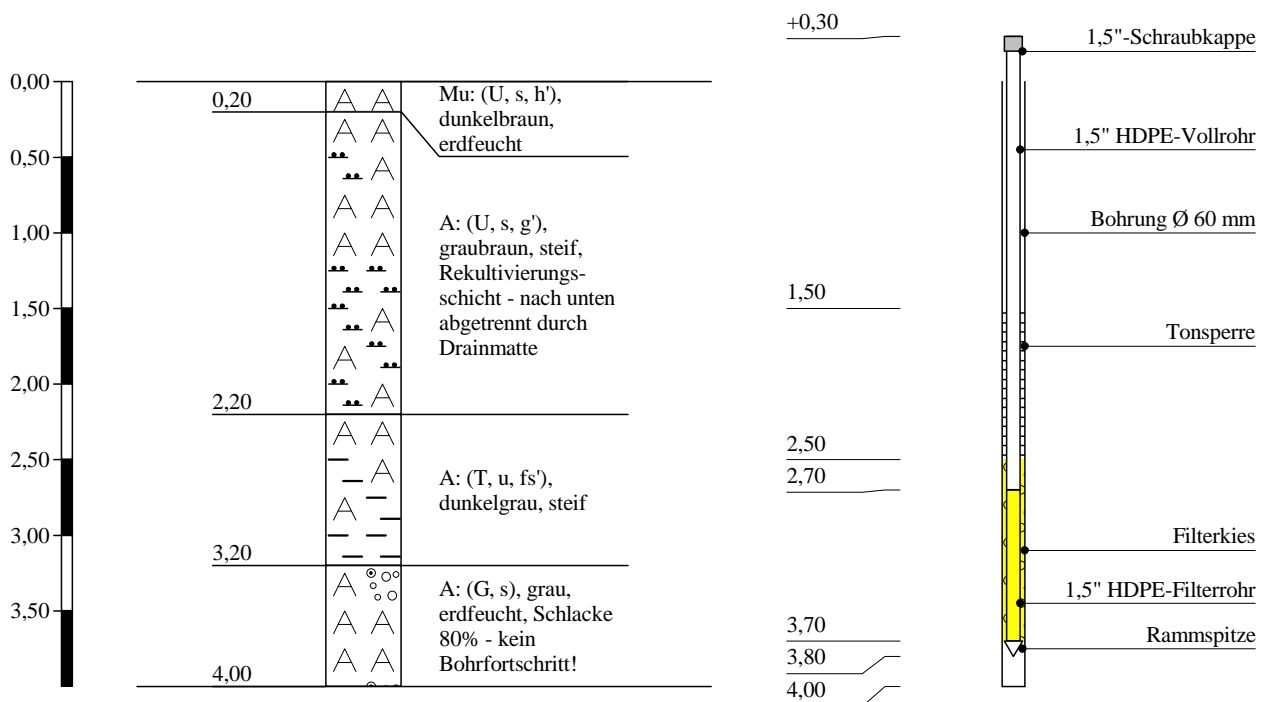 0,00
0,50
1,00
1,50
2,00
2,50
3,00
3,50
0,20
2,20
3,20
4,00
Mu: (U, s, h'),
dunkelbraun,
erdfeucht
A: (U, s, g'),
graubraun, steif,
Rekultivierungs-
schicht - nach unten
abgetrennt durch
Drainmatte
A: (T, u, fs'),
dunkelgrau, steif
A: (G, s), grau,
erdfeucht, Schlacke
80% - kein
Bohrfortschritt!
+0,30
1,50
2,50
2,70
3,70
3,80
4,00
1,5"-Schraubkappe
1,5" HDPE-Vollrohr
Bohrung Ø 60 mm
Tonsperre
Filterkies
1,5" HDPE-Filterrohr
Rammspitze